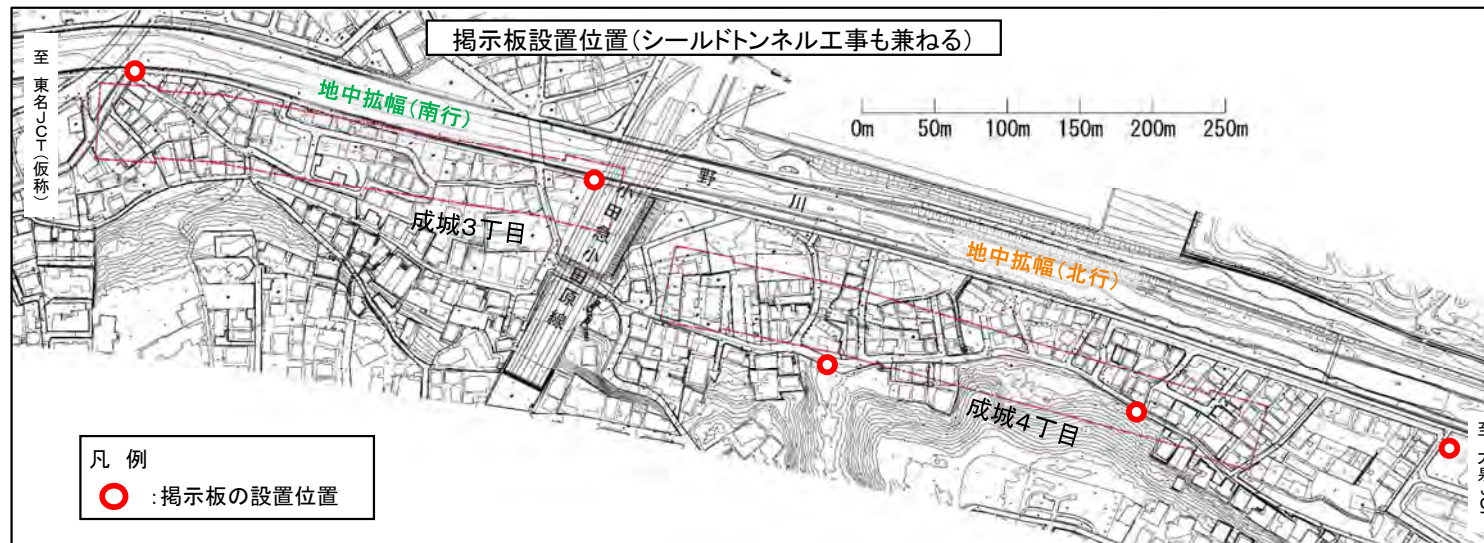 掲示板設置位置(シールドトンネル工事も兼ねる)
至 東名JCT(仮称)
地中拡幅(南行)
0m 50m 100m 150m 200m 250m
野
川
小田急小田原線
成城3丁目
地中拡幅(北行)
成城4丁目
凡 例
:掲示板の設置位置